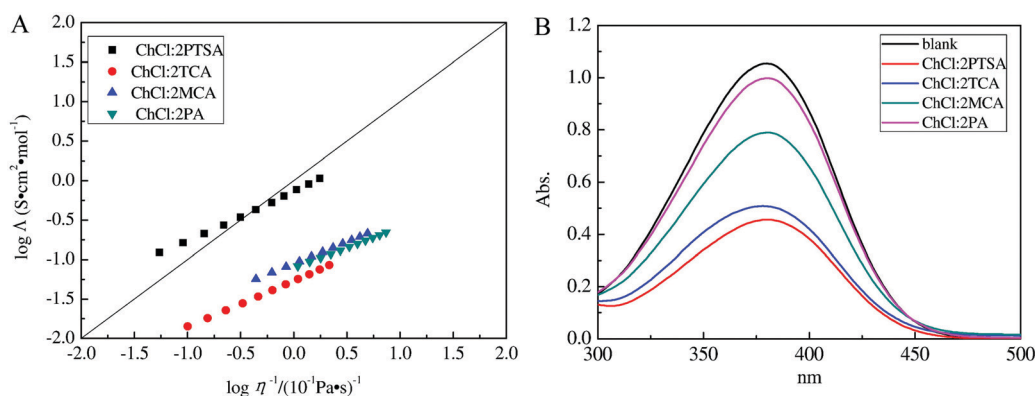 A
2.0
1.5
1.0
0.5
0.0
-0.5
-1.0
-1.5
-2.0
log Λ (S•cm²•mol⁻¹)
ChCl:2PTSA
ChCl:2TCA
ChCl:2MCA
ChCl:2PA
-2.0 -1.5 -1.0 -0.5 0.0 0.5 1.0 1.5 2.0
log η⁻¹/(10⁻¹Pa•s)⁻¹
B
1.2
1.0
0.8
0.6
0.4
0.2
0.0
Abs.
blank
ChCl:2PTSA
ChCl:2TCA
ChCl:2MCA
ChCl:2PA
300 350 400 450 500
nm